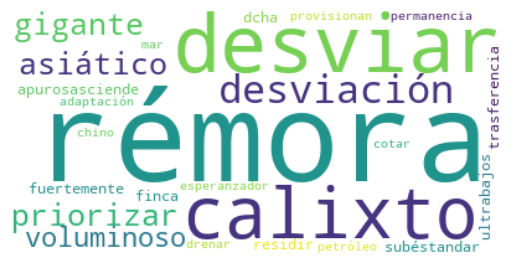 gigante
dcha
provisionan
permanencia
mar
desviar
asiático
desviación
apurosasciende
adaptación
rémora
trasferencia
chino
cotar
fuertemente
esperanzador
finca
calixto
ultrabajos
priorizar
voluminoso
drenar
residir
petróleo
subéstandar